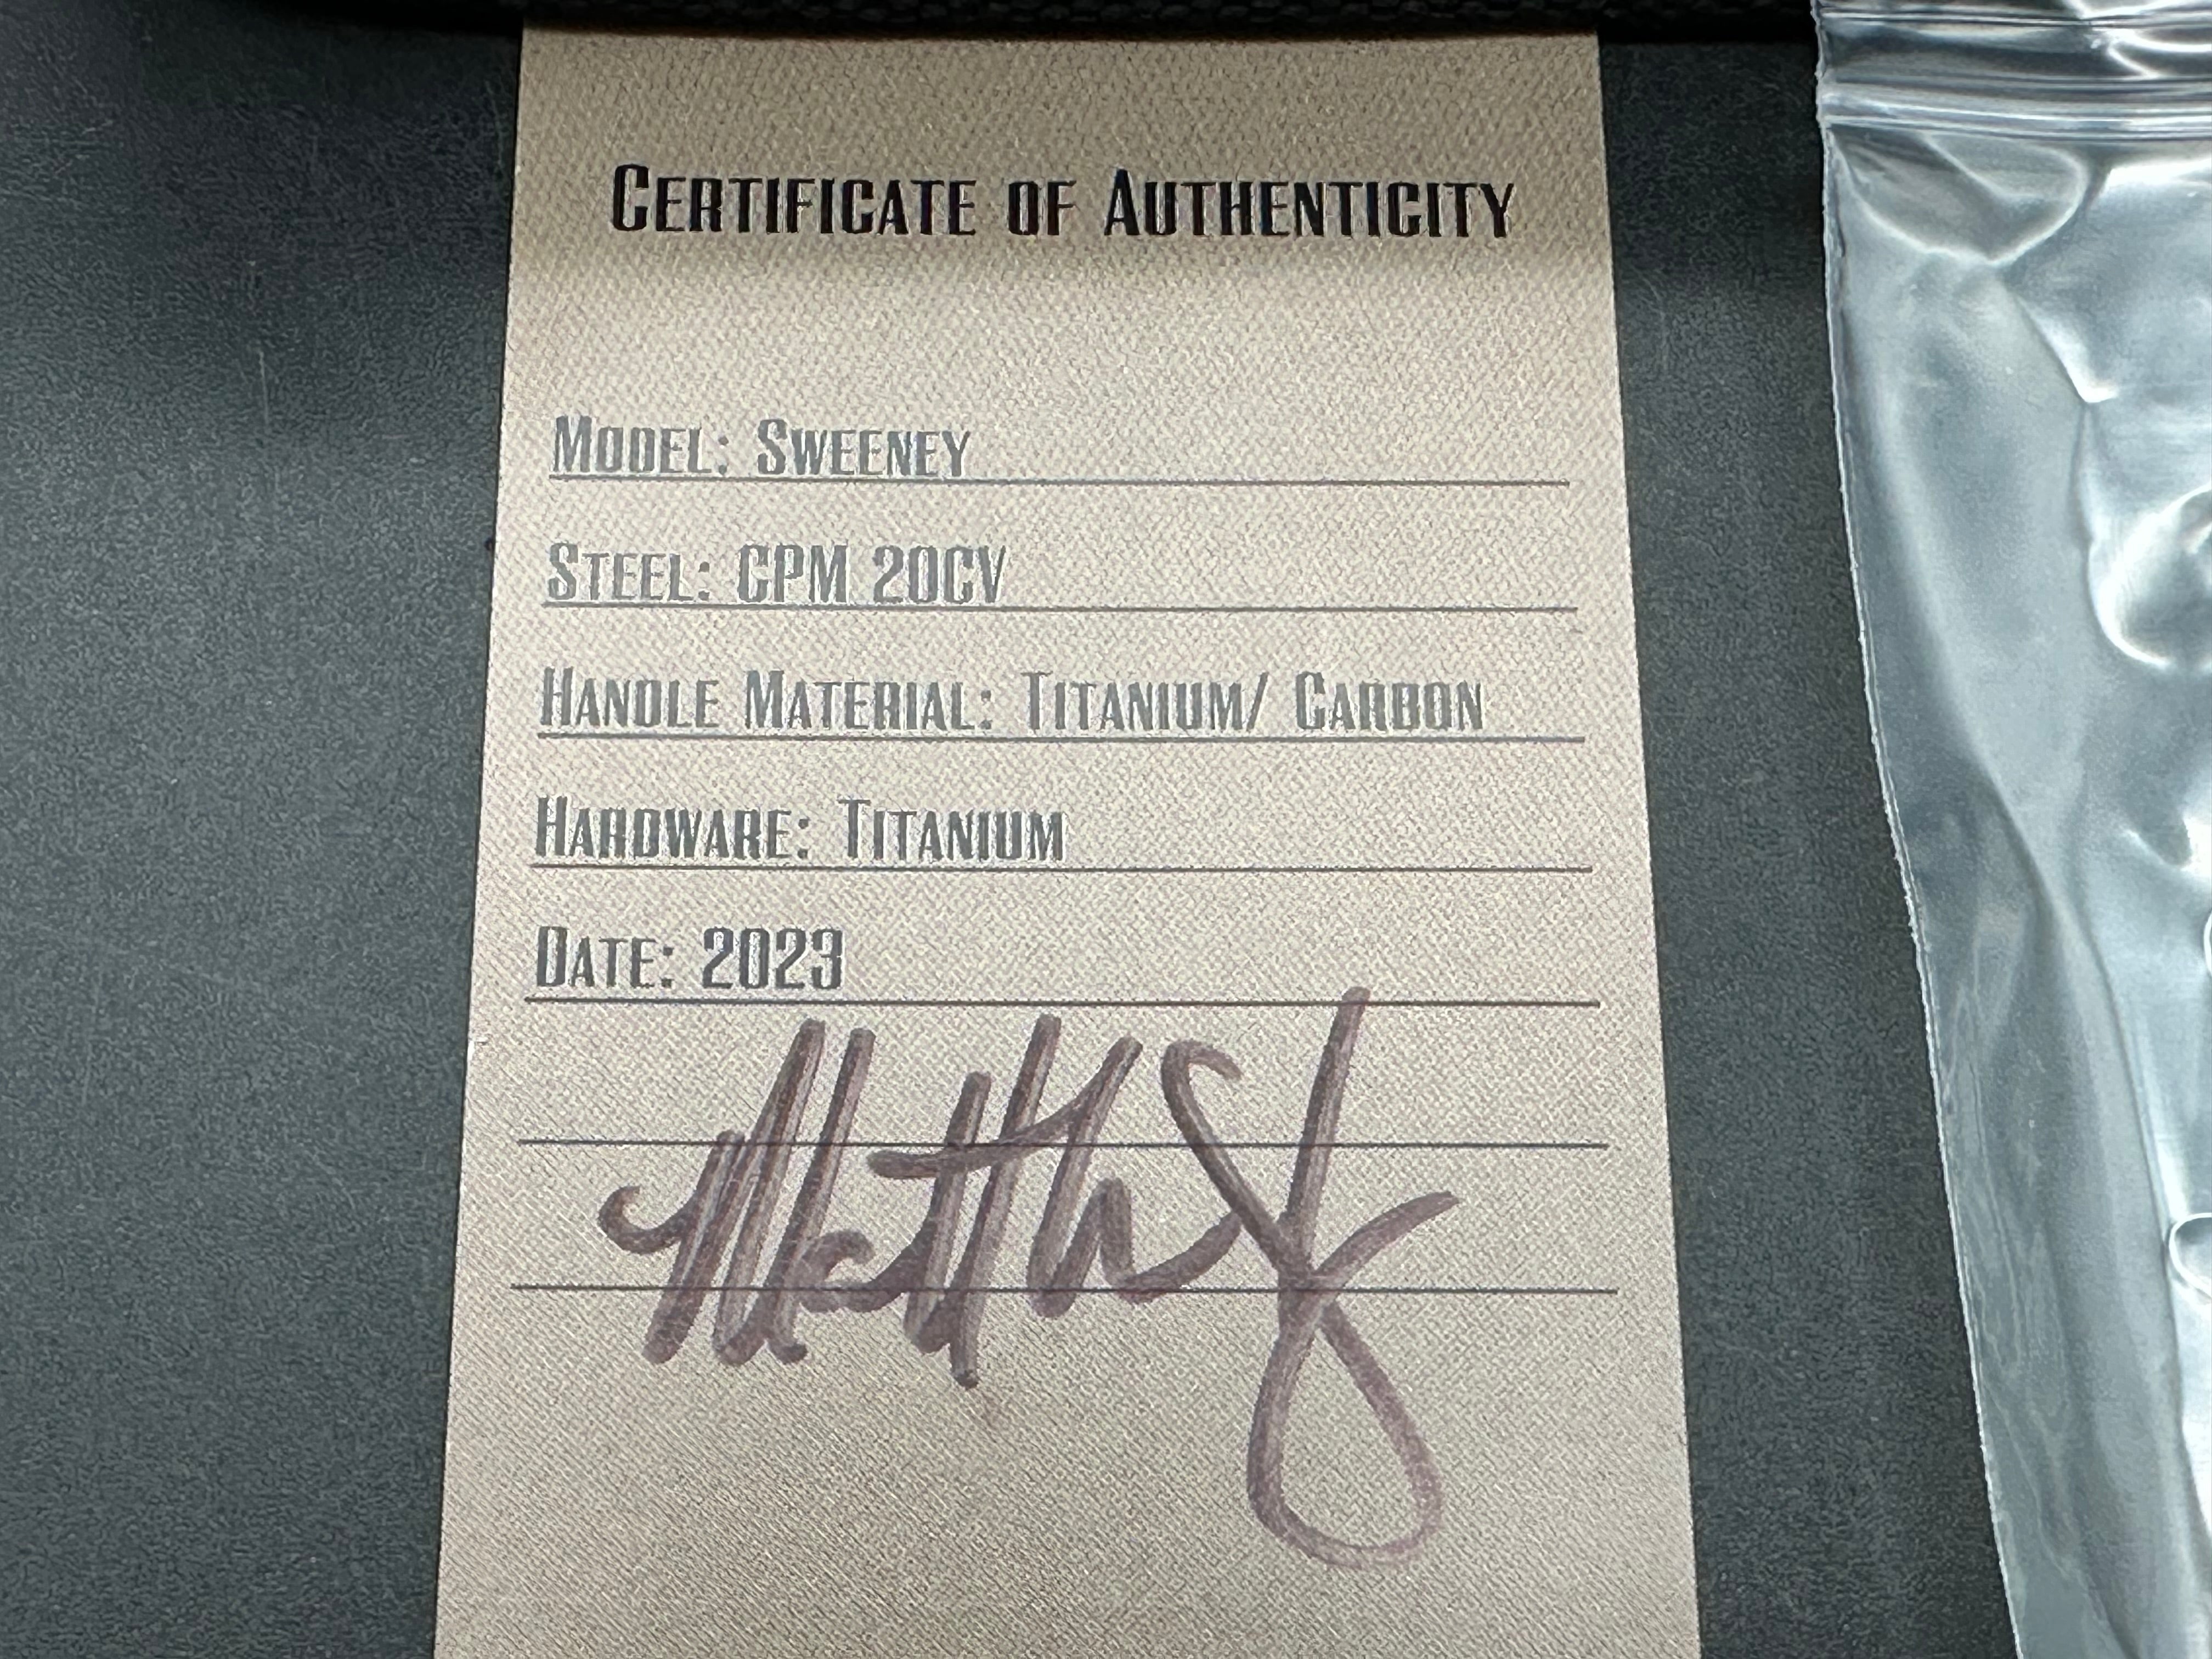 CERTIFICATE OF AUTHENTICITY
MODEL: SWEENEY
STEEL: CPM 20CV
HANDLE MATERIAL: TITANIUM/ CARBON
HARDWARE: TITANIUM
DATE: 2023